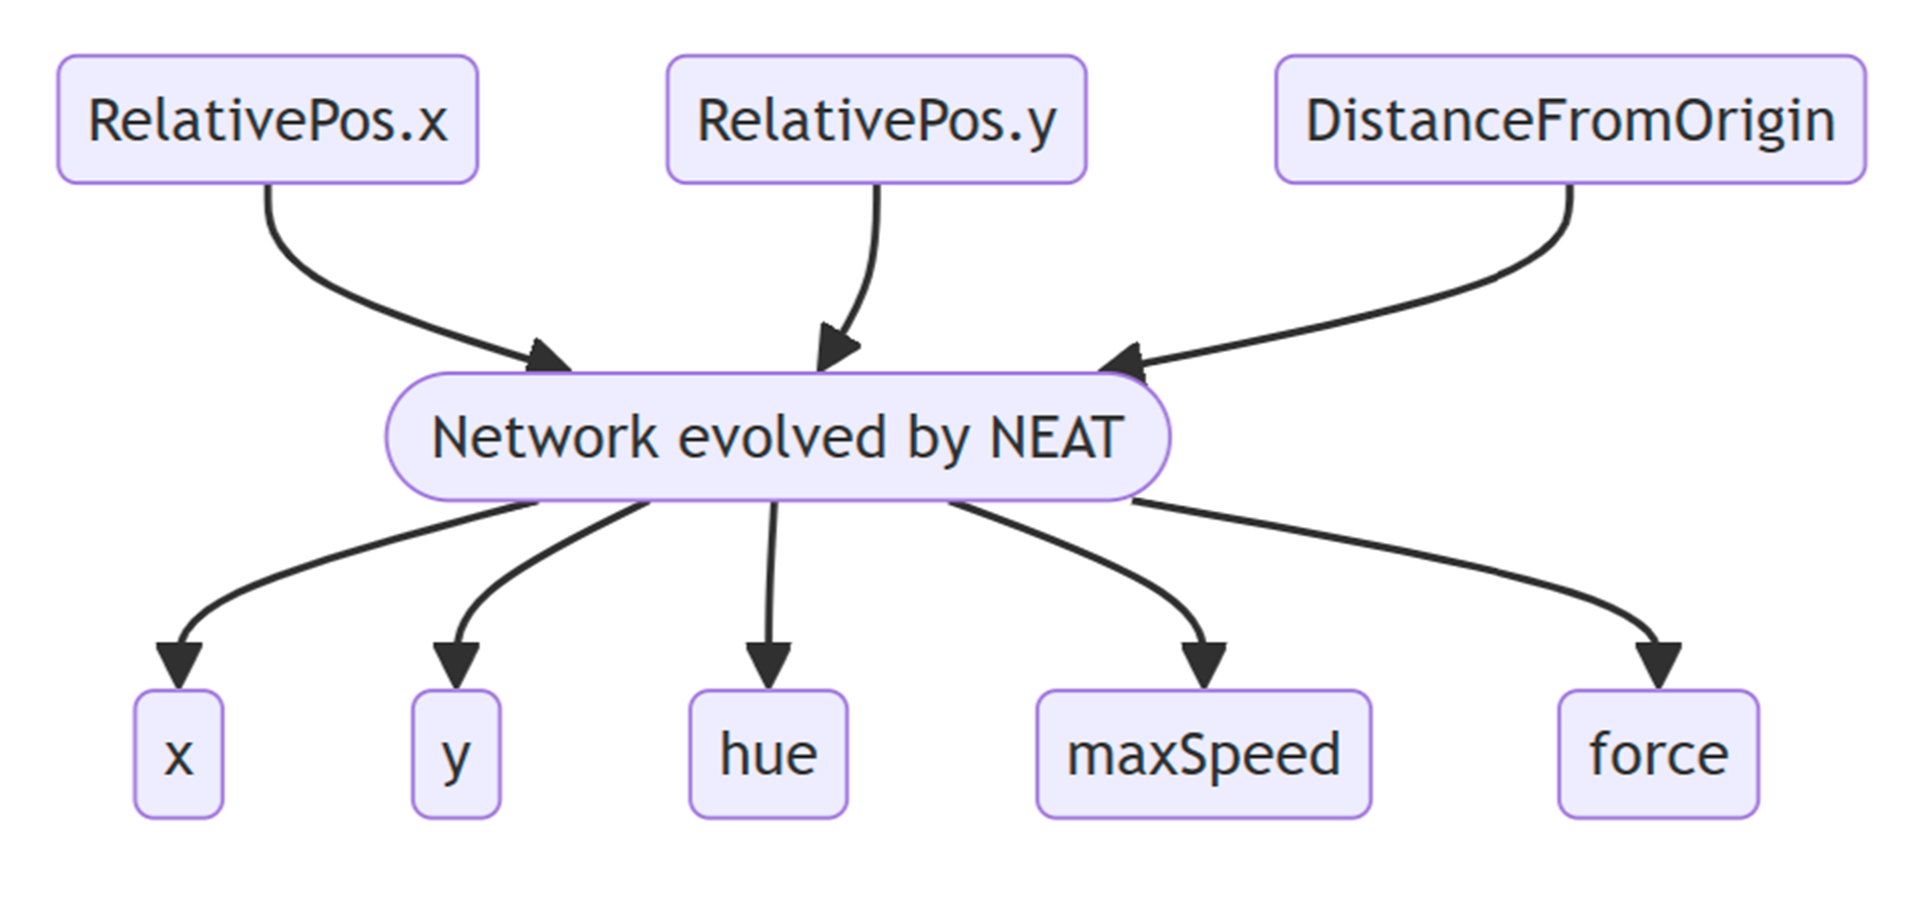 RelativePos.x
RelativePos.y
DistanceFromOrigin
Network evolved by NEAT
x
y
hue
maxSpeed
force